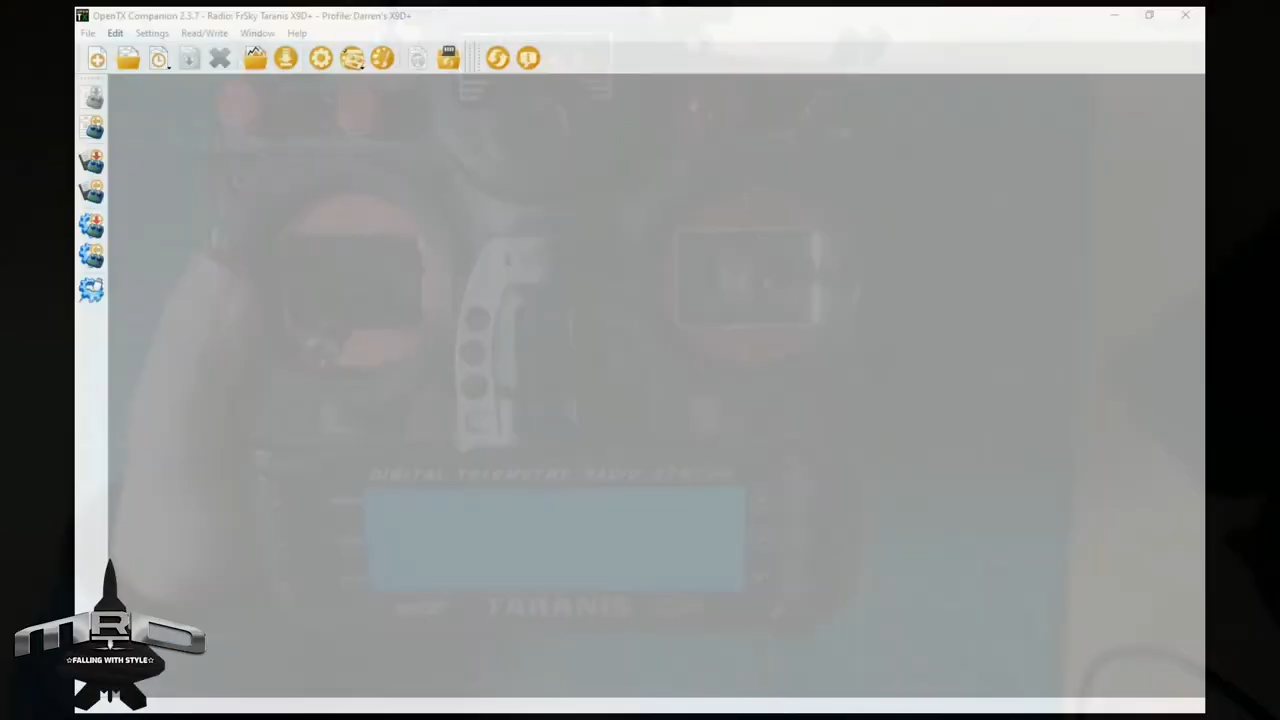 OpenTX Companion 2.3.7 - Radio: FrSky Taranis X9D+ - Profile: Darren's X9D+
File Edit Settings Read/Write Window Help
DIGITAL TELEMETRY RADIO SYSTEM
TARANIS
MRD
☆FALLING WITH STYLE☆